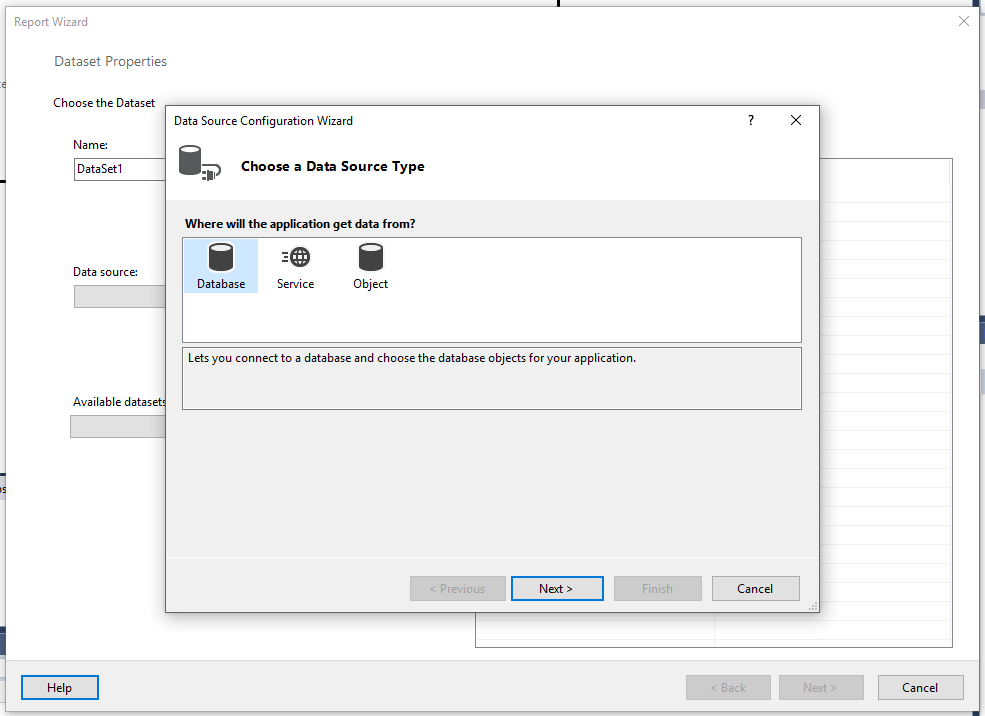 Report Wizard
Dataset Properties
Choose the Dataset
Name:
DataSet1
Data source:
Available datasets
Data Source Configuration Wizard
?
Choose a Data Source Type
Where will the application get data from?
Database
Service
Object
Lets you connect to a database and choose the database objects for your application.
< Previous
Next >
Finish
Cancel
Help
< Back
Next >
Cancel